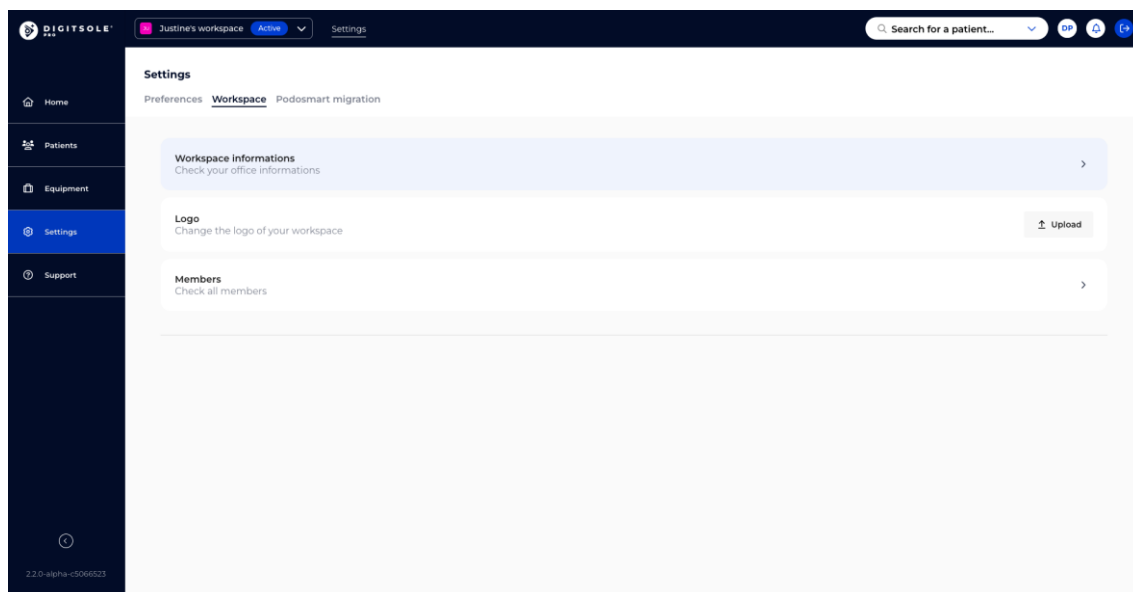 DIGITSOLE
PRO
JU
Justine's workspace Active
Settings
Search for a patient...
DP
Home
Patients
Equipment
Settings
Support
2.2.0-alpha-c5066523
Settings
Preferences Workspace Podosmart migration
Workspace informations
Check your office informations
Logo
Change the logo of your workspace
Upload
Members
Check all members